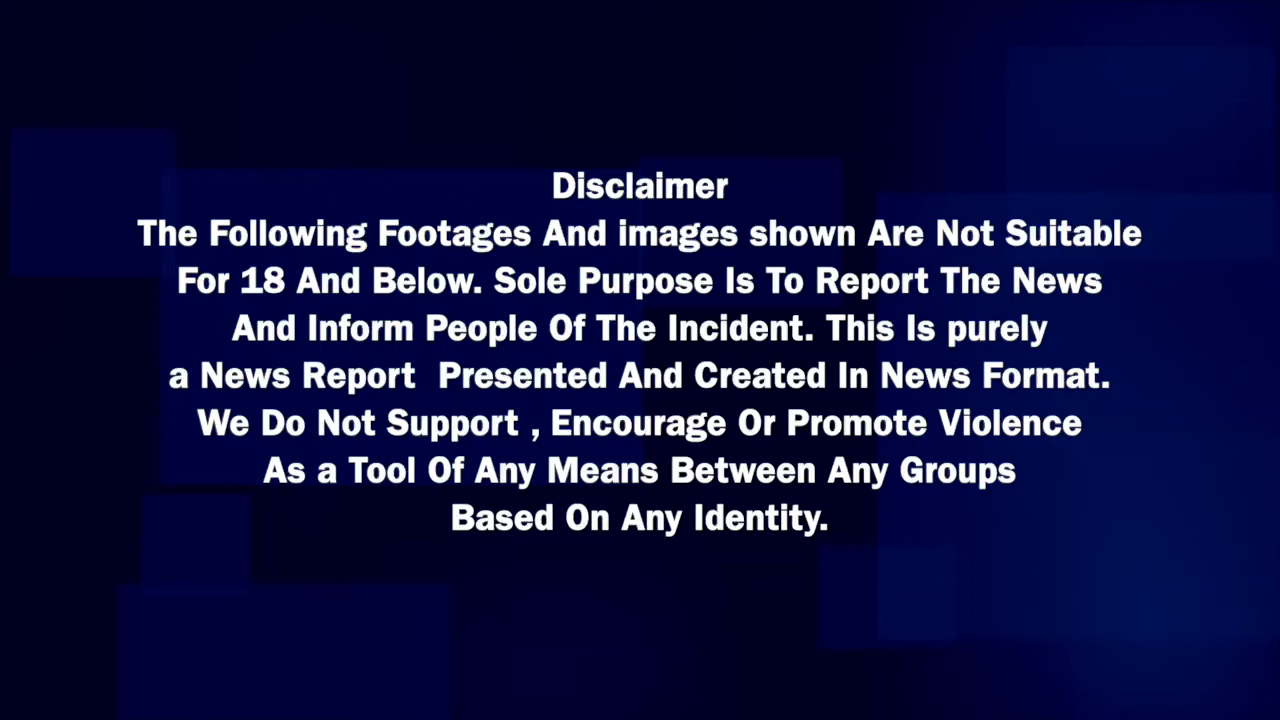 Disclaimer
The Following Footages And images shown Are Not Suitable
For 18 And Below. Sole Purpose Is To Report The News
And Inform People Of The Incident. This Is purely
a News Report  Presented And Created In News Format.
We Do Not Support , Encourage Or Promote Violence
As a Tool Of Any Means Between Any Groups
Based On Any Identity.